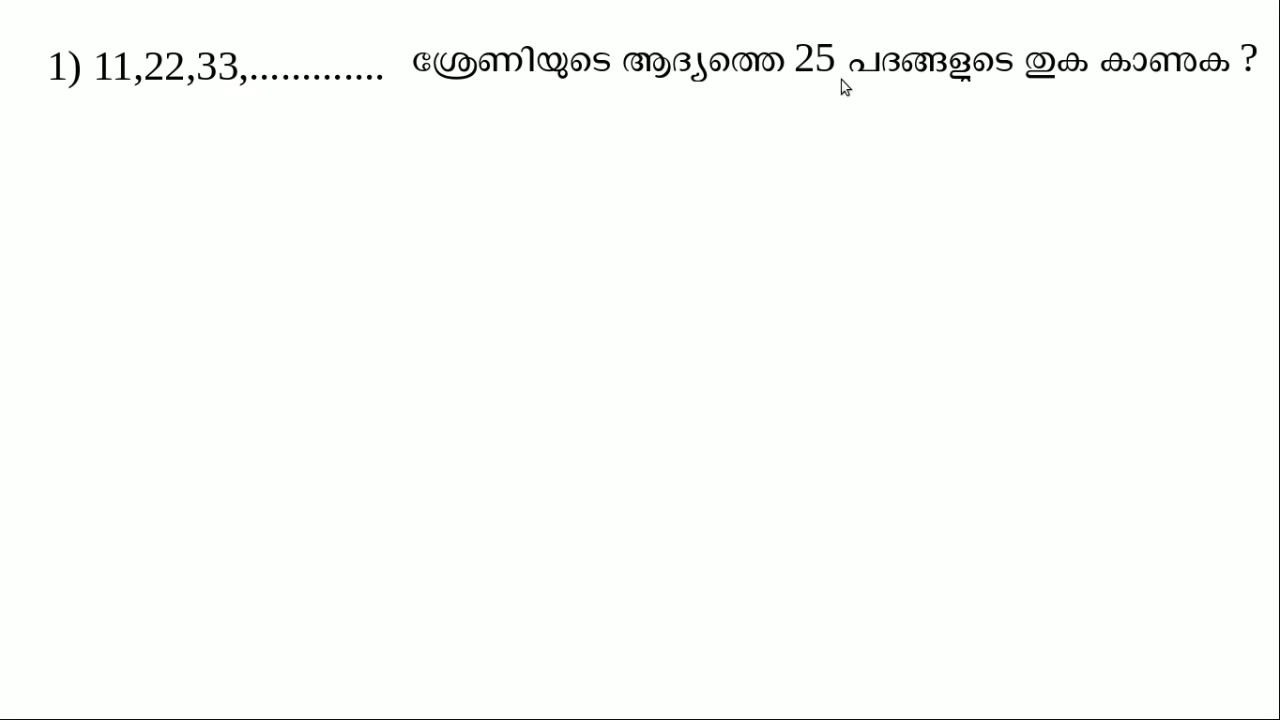 1) 11,22,33,............. ശ്രേണിയുടെ ആദ്യത്തെ 25 പദങ്ങളുടെ തുക കാണുക ?